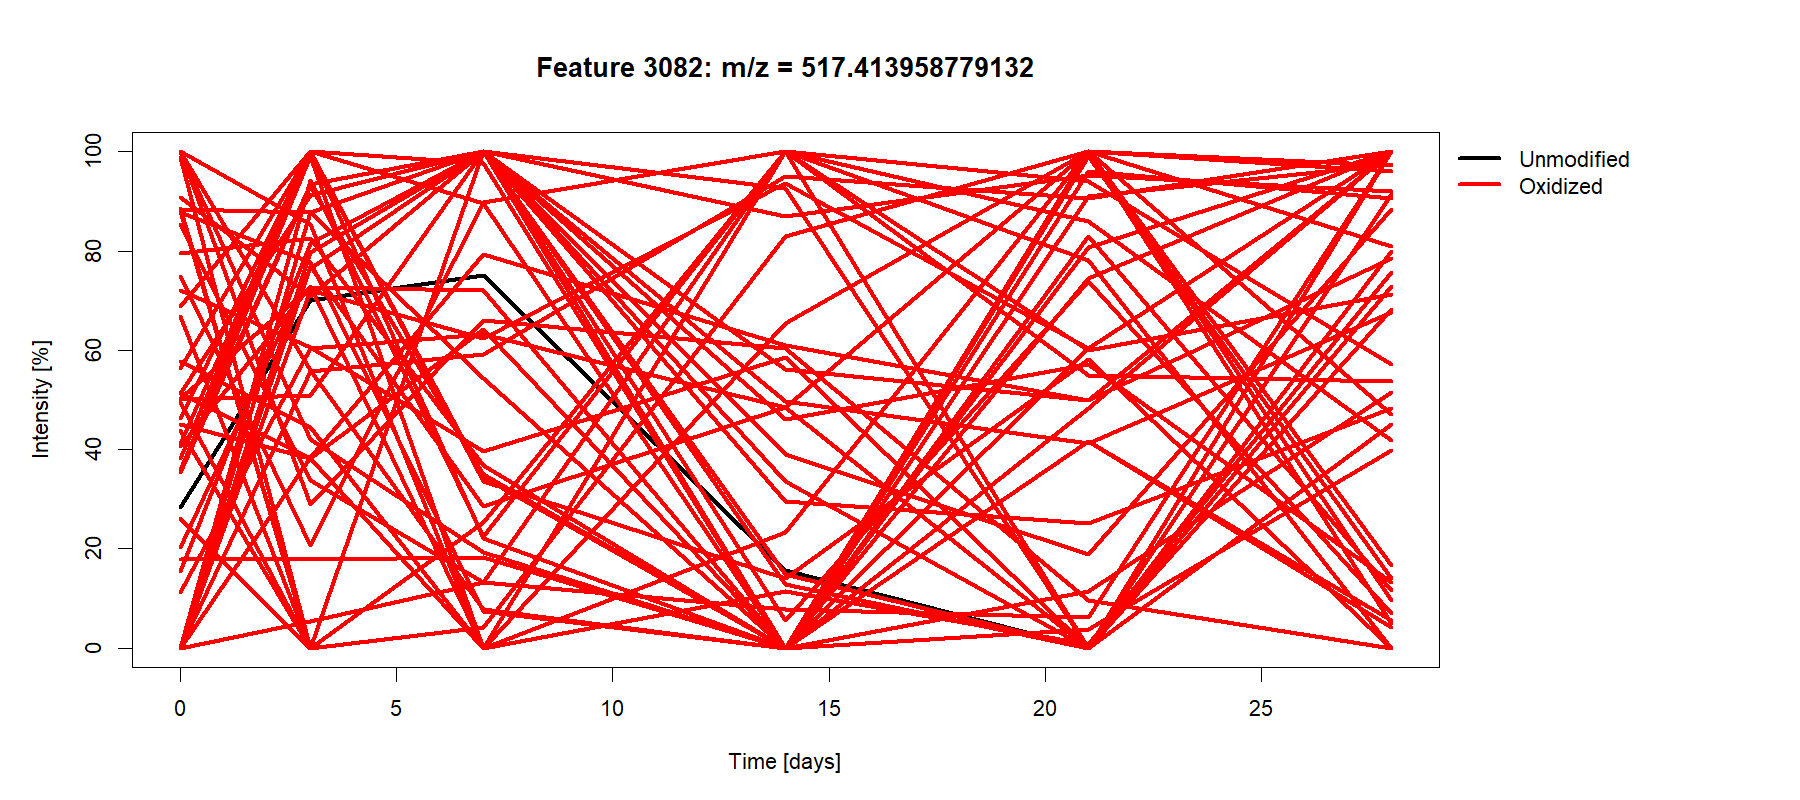 Feature 3082: m/z = 517.413958779132
Unmodified
Oxidized
Intensity [%]
100
80
60
40
20
0
0 5 10 15 20 25
Time [days]